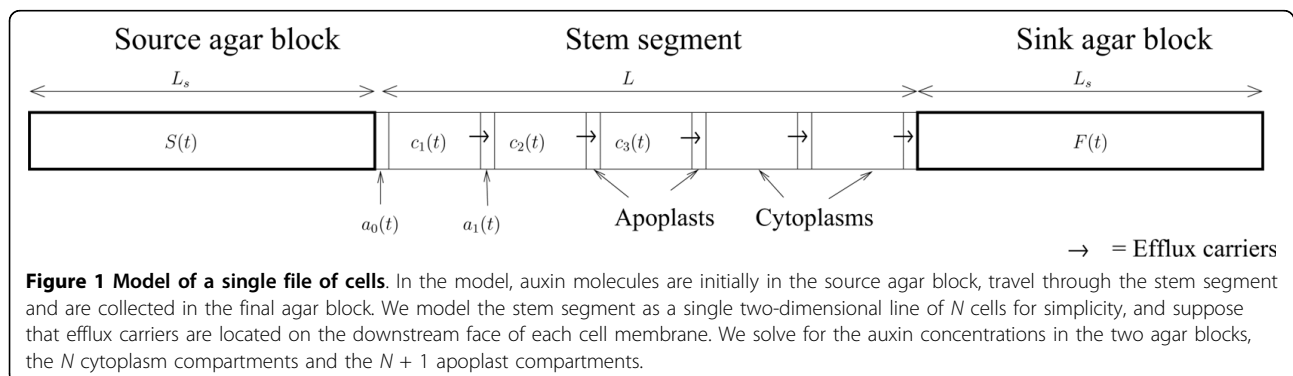 Source agar block
Stem segment
Sink agar block
L_s
L
L_s
S(t)
c_1(t)
c_2(t)
c_3(t)
F(t)
a_0(t)
a_1(t)
Apoplasts
Cytoplasms
→ = Efflux carriers
Figure 1 Model of a single file of cells. In the model, auxin molecules are initially in the source agar block, travel through the stem segment
and are collected in the final agar block. We model the stem segment as a single two-dimensional line of N cells for simplicity, and suppose
that efflux carriers are located on the downstream face of each cell membrane. We solve for the auxin concentrations in the two agar blocks,
the N cytoplasm compartments and the N + 1 apoplast compartments.